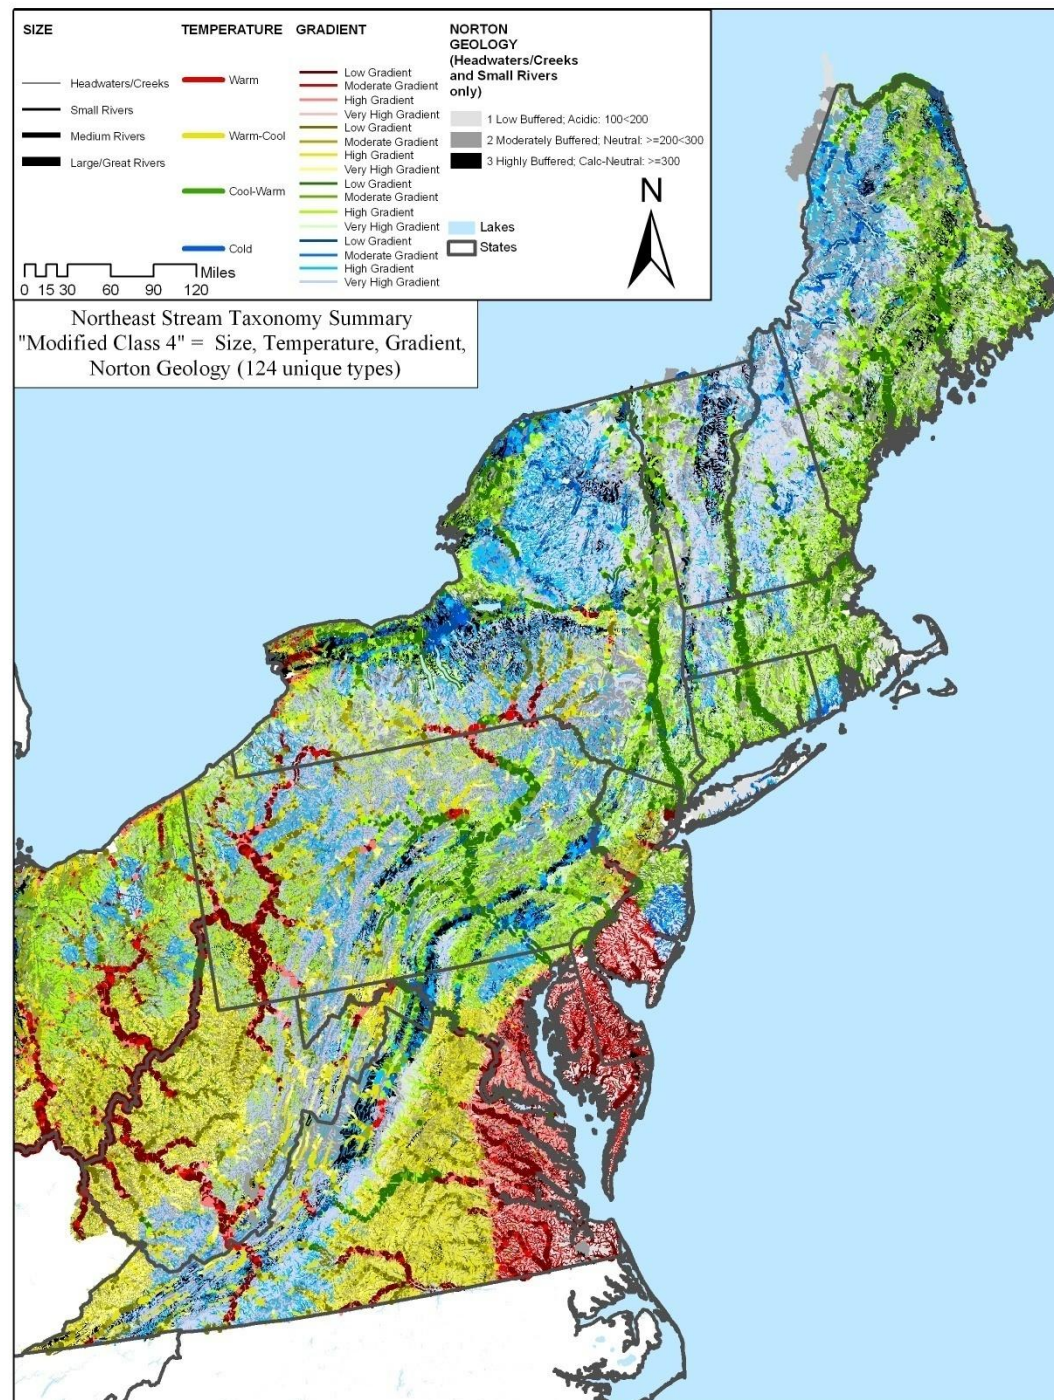 SIZE
Headwaters/Creeks
Small Rivers
Medium Rivers
Large/Great Rivers
TEMPERATURE
Warm
Warm-Cool
Cool-Warm
Cold
GRADIENT
Low Gradient
Moderate Gradient
High Gradient
Very High Gradient
Low Gradient
Moderate Gradient
High Gradient
Very High Gradient
Low Gradient
Moderate Gradient
High Gradient
Very High Gradient
Low Gradient
Moderate Gradient
High Gradient
Very High Gradient
NORTON
GEOLOGY
(Headwaters/Creeks
and Small Rivers
only)
1 Low Buffered; Acidic: 100<200
2 Moderately Buffered; Neutral: >=200<300
3 Highly Buffered; Calc-Neutral: >=300
Lakes
States
N
Miles
0 15 30 60 90 120
Northeast Stream Taxonomy Summary
"Modified Class 4" = Size, Temperature, Gradient,
Norton Geology (124 unique types)